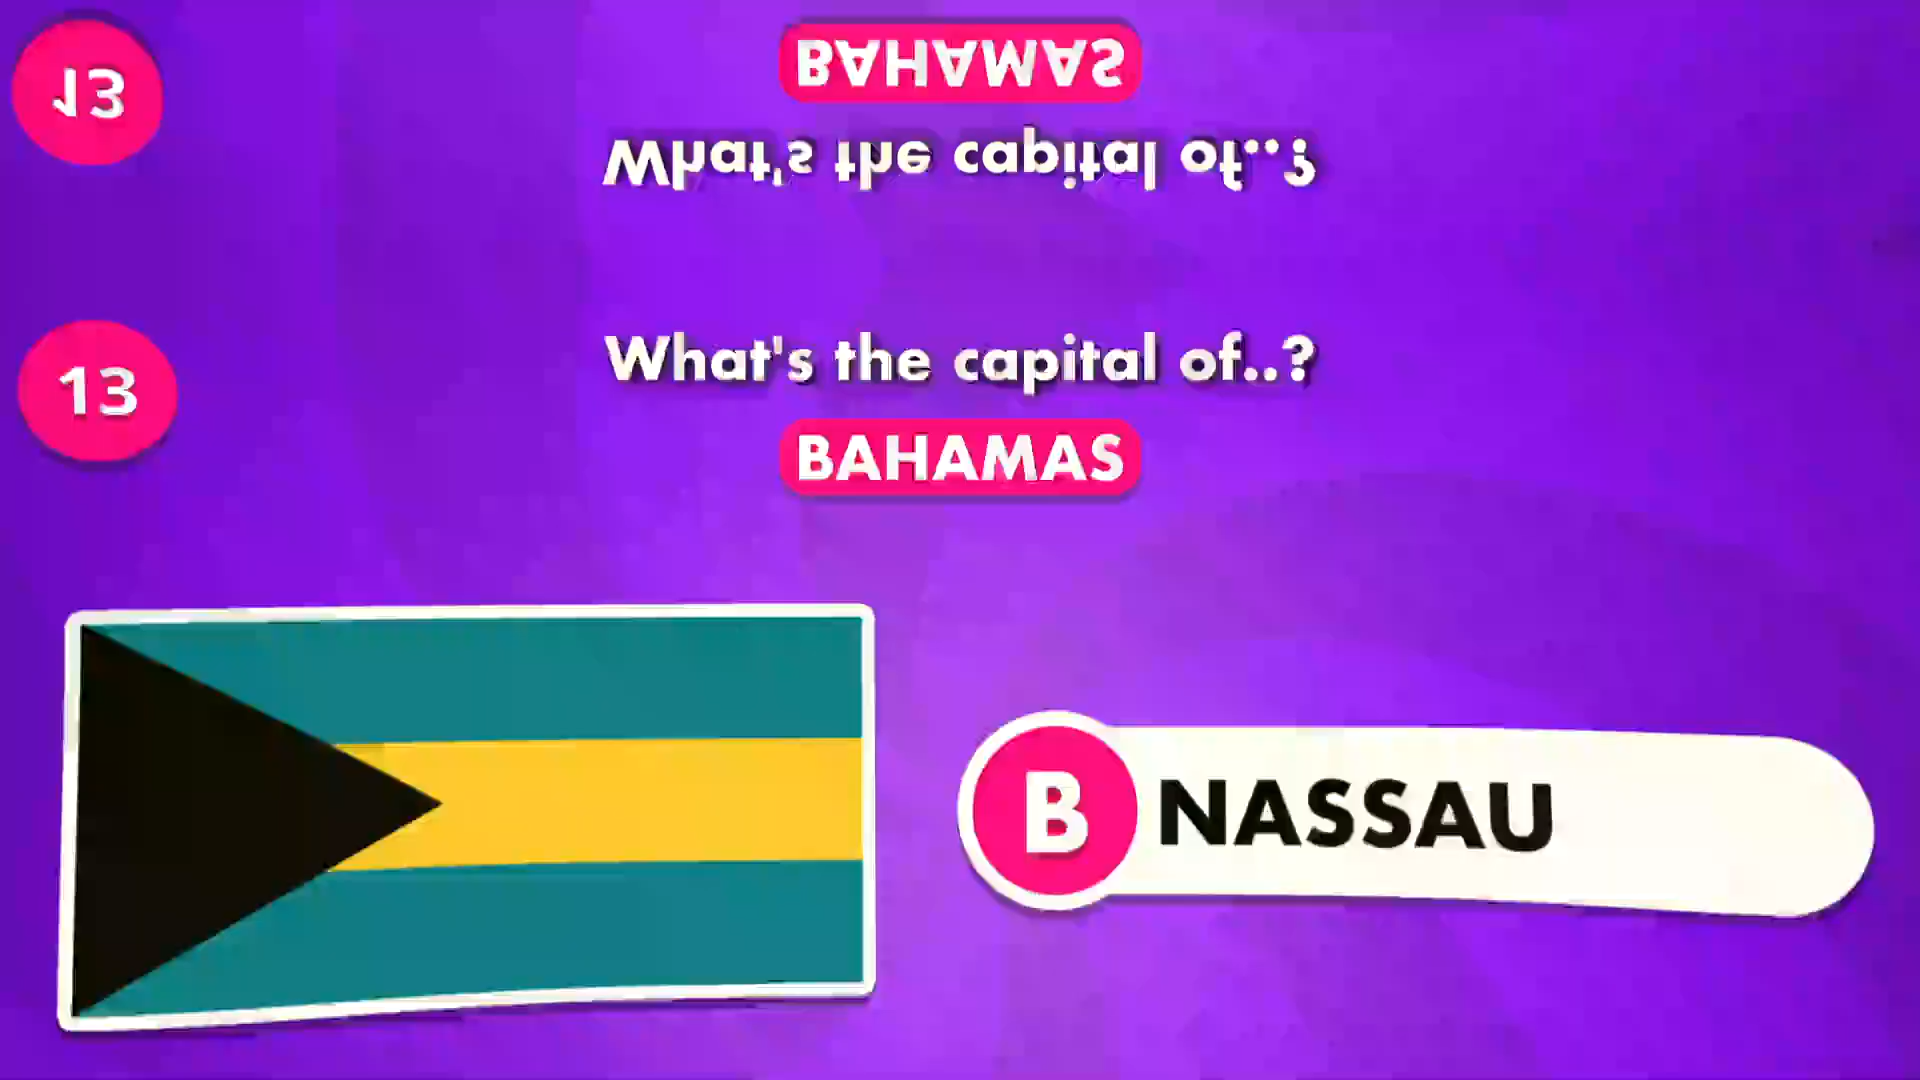 13
BAHAMAS
What's the capital of..?
What's the capital of..?
13
BAHAMAS
B NASSAU